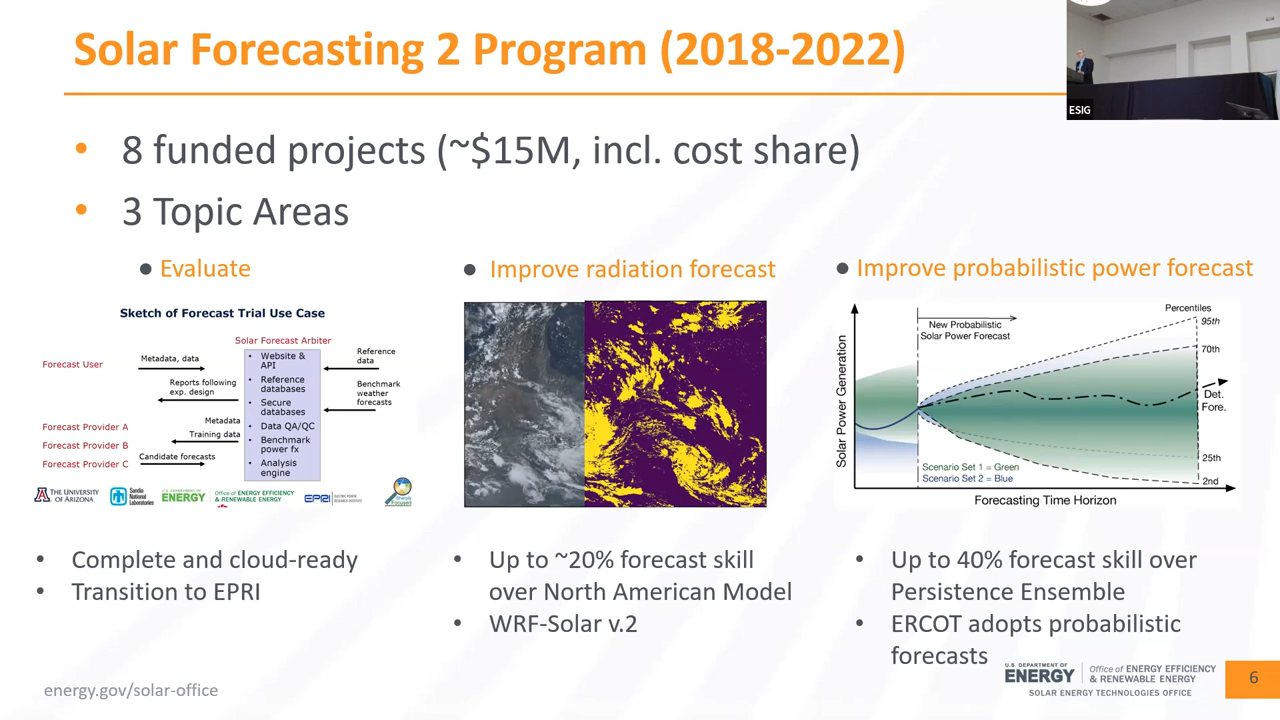 Solar Forecasting 2 Program (2018-2022)
ESIG
• 8 funded projects (~$15M, incl. cost share)
• 3 Topic Areas
● Evaluate
Sketch of Forecast Trial Use Case
Solar Forecast Arbiter
Forecast User
Metadata, data
Reports following
exp. design
Metadata
Training data
Forecast Provider A
Forecast Provider B
Forecast Provider C
Candidate forecasts
• Website &
API
• Reference
databases
• Secure
databases
• Data QA/QC
• Benchmark
power fx
• Analysis
engine
Reference
data
Benchmark
weather
forecasts
THE UNIVERSITY
OF ARIZONA
Sandia
National
Laboratories
U.S. DEPARTMENT OF
ENERGY
Office of ENERGY EFFICIENCY
& RENEWABLE ENERGY
EPRI
ELECTRIC POWER
RESEARCH INSTITUTE
Sharply
Focused
• Complete and cloud-ready
• Transition to EPRI
● Improve radiation forecast
• Up to ~20% forecast skill
over North American Model
• WRF-Solar v.2
● Improve probabilistic power forecast
Solar Power Generation
New Probabilistic
Solar Power Forecast
Percentiles
95th
70th
Det.
Fore.
25th
2nd
Scenario Set 1 = Green
Scenario Set 2 = Blue
Forecasting Time Horizon
• Up to 40% forecast skill over
Persistence Ensemble
• ERCOT adopts probabilistic
forecasts
energy.gov/solar-office
U.S. DEPARTMENT OF
ENERGY
Office of ENERGY EFFICIENCY
& RENEWABLE ENERGY
SOLAR ENERGY TECHNOLOGIES OFFICE
6